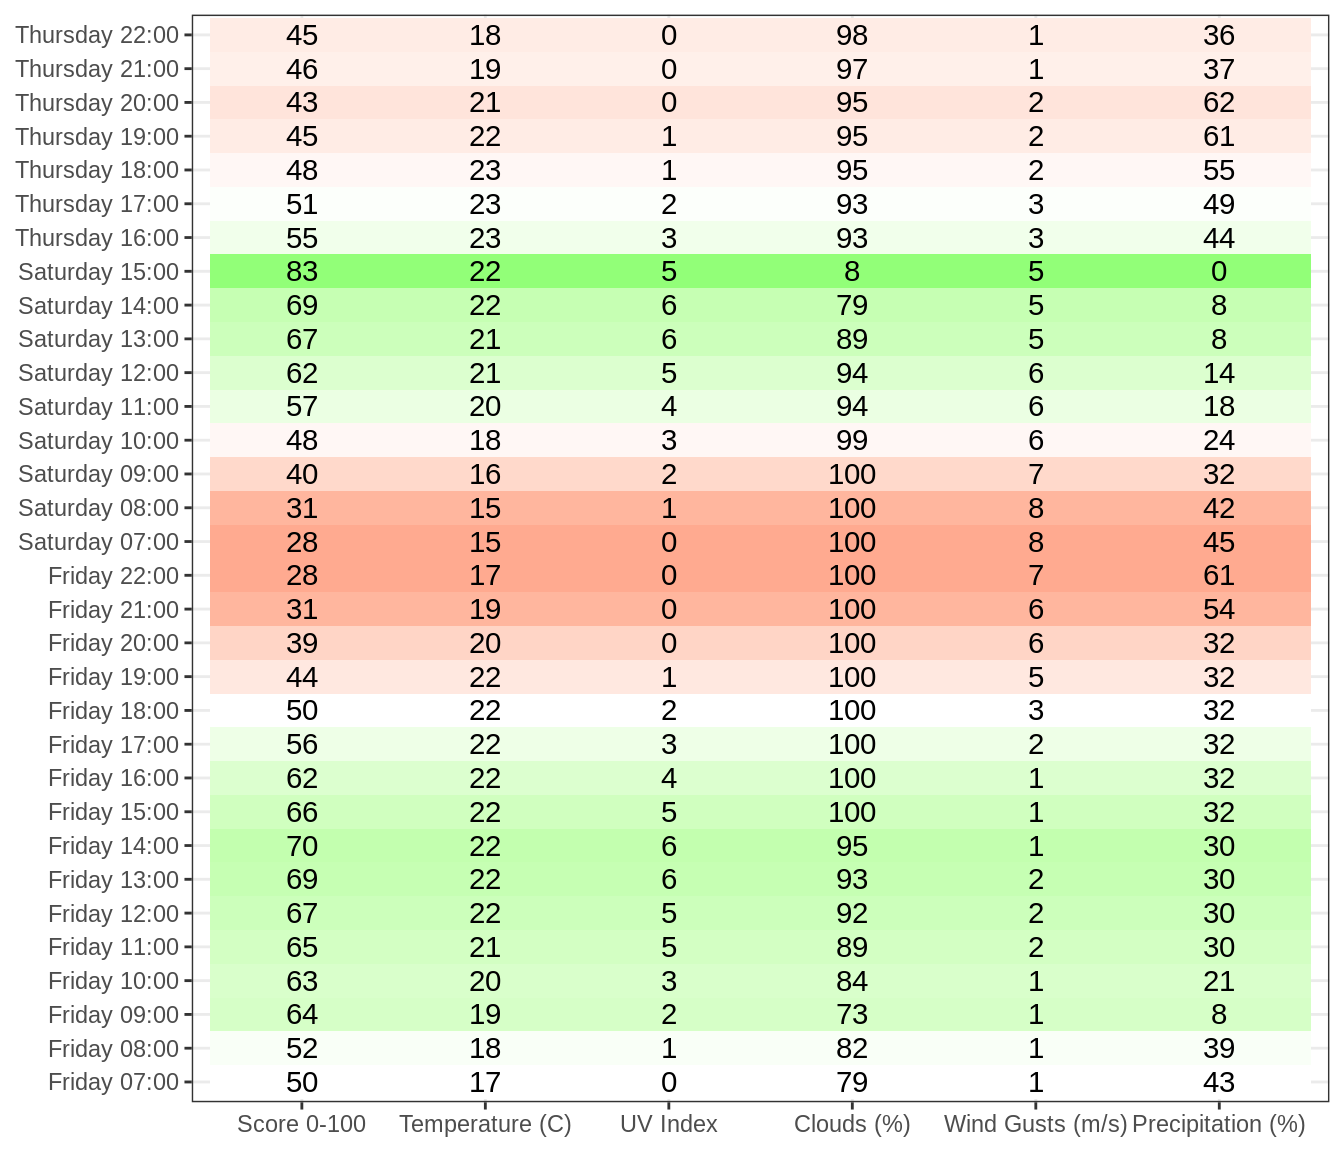 Thursday 22:00 45 18 0 98 1 36
Thursday 21:00 46 19 0 97 1 37
Thursday 20:00 43 21 0 95 2 62
Thursday 19:00 45 22 1 95 2 61
Thursday 18:00 48 23 1 95 2 55
Thursday 17:00 51 23 2 93 3 49
Thursday 16:00 55 23 3 93 3 44
Saturday 15:00 83 22 5 8 5 0
Saturday 14:00 69 22 6 79 5 8
Saturday 13:00 67 21 6 89 5 8
Saturday 12:00 62 21 5 94 6 14
Saturday 11:00 57 20 4 94 6 18
Saturday 10:00 48 18 3 99 6 24
Saturday 09:00 40 16 2 100 7 32
Saturday 08:00 31 15 1 100 8 42
Saturday 07:00 28 15 0 100 8 45
Friday 22:00 28 17 0 100 7 61
Friday 21:00 31 19 0 100 6 54
Friday 20:00 39 20 0 100 6 32
Friday 19:00 44 22 1 100 5 32
Friday 18:00 50 22 2 100 3 32
Friday 17:00 56 22 3 100 2 32
Friday 16:00 62 22 4 100 1 32
Friday 15:00 66 22 5 100 1 32
Friday 14:00 70 22 6 95 1 30
Friday 13:00 69 22 6 93 2 30
Friday 12:00 67 22 5 92 2 30
Friday 11:00 65 21 5 89 2 30
Friday 10:00 63 20 3 84 1 21
Friday 09:00 64 19 2 73 1 8
Friday 08:00 52 18 1 82 1 39
Friday 07:00 50 17 0 79 1 43
Score 0-100 Temperature (C) UV Index Clouds (%) Wind Gusts (m/s) Precipitation (%)